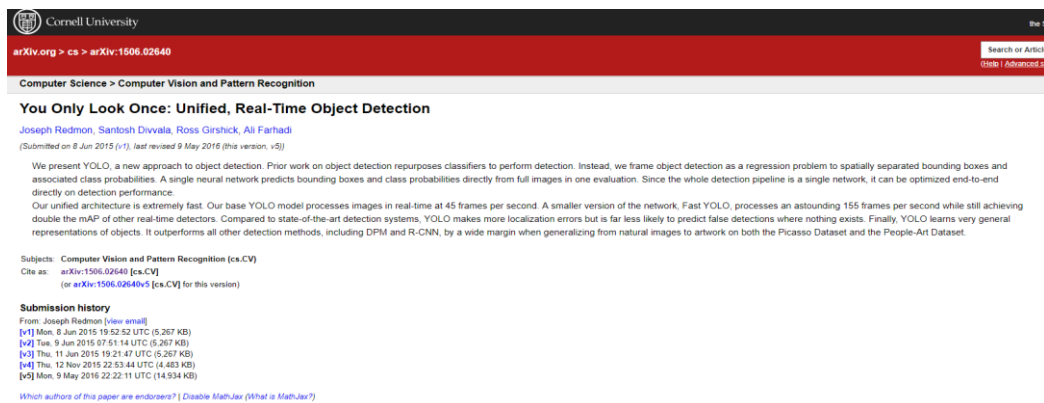 Cornell University
the
arXiv.org > cs > arXiv:1506.02640
Search or Articl
(Help | Advanced s
Computer Science > Computer Vision and Pattern Recognition
You Only Look Once: Unified, Real-Time Object Detection
Joseph Redmon, Santosh Divvala, Ross Girshick, Ali Farhadi
(Submitted on 8 Jun 2015 (v1), last revised 9 May 2016 (this version, v5))
We present YOLO, a new approach to object detection. Prior work on object detection repurposes classifiers to perform detection. Instead, we frame object detection as a regression problem to spatially separated bounding boxes and
associated class probabilities. A single neural network predicts bounding boxes and class probabilities directly from full images in one evaluation. Since the whole detection pipeline is a single network, it can be optimized end-to-end
directly on detection performance.
Our unified architecture is extremely fast. Our base YOLO model processes images in real-time at 45 frames per second. A smaller version of the network, Fast YOLO, processes an astounding 155 frames per second while still achieving
double the mAP of other real-time detectors. Compared to state-of-the-art detection systems, YOLO makes more localization errors but is far less likely to predict false detections where nothing exists. Finally, YOLO learns very general
representations of objects. It outperforms all other detection methods, including DPM and R-CNN, by a wide margin when generalizing from natural images to artwork on both the Picasso Dataset and the People-Art Dataset.
Subjects: Computer Vision and Pattern Recognition (cs.CV)
Cite as: arXiv:1506.02640 [cs.CV]
(or arXiv:1506.02640v5 [cs.CV] for this version)
Submission history
From: Joseph Redmon [view email]
[v1] Mon, 8 Jun 2015 19:52:52 UTC (5,267 KB)
[v2] Tue, 9 Jun 2015 07:51:14 UTC (5,267 KB)
[v3] Thu, 11 Jun 2015 19:21:47 UTC (5,267 KB)
[v4] Thu, 12 Nov 2015 22:53:44 UTC (4,483 KB)
[v5] Mon, 9 May 2016 22:22:11 UTC (14,934 KB)
Which authors of this paper are endorsers? | Disable MathJax (What is MathJax?)